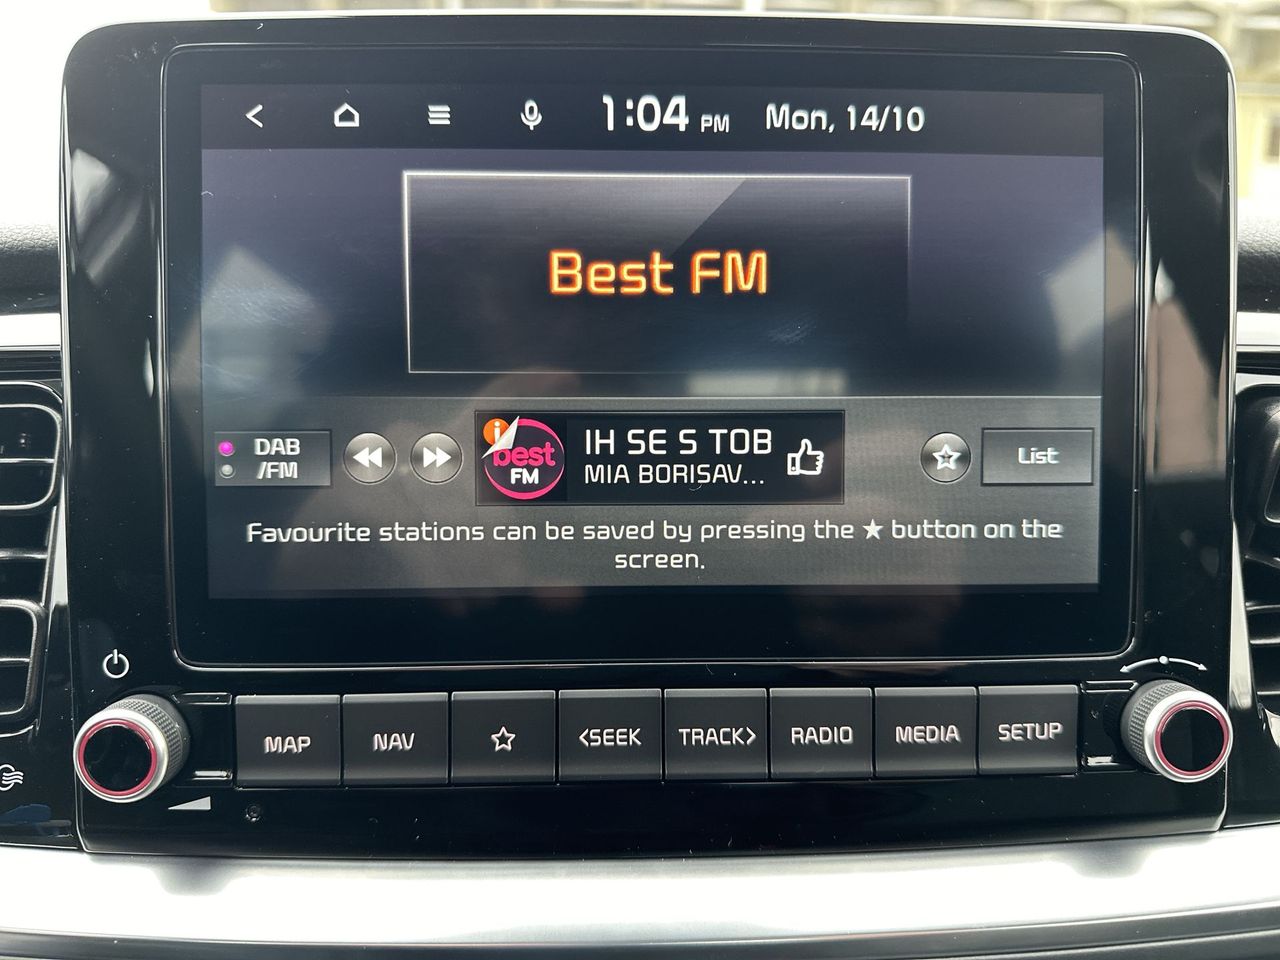 1:04 PM Mon, 14/10
Best FM
DAB
/FM
i
best
FM
IH SE S TOB
MIA BORISAV...
List
Favourite stations can be saved by pressing the ★ button on the
screen.
MAP
NAV
<SEEK
TRACK>
RADIO
MEDIA
SETUP